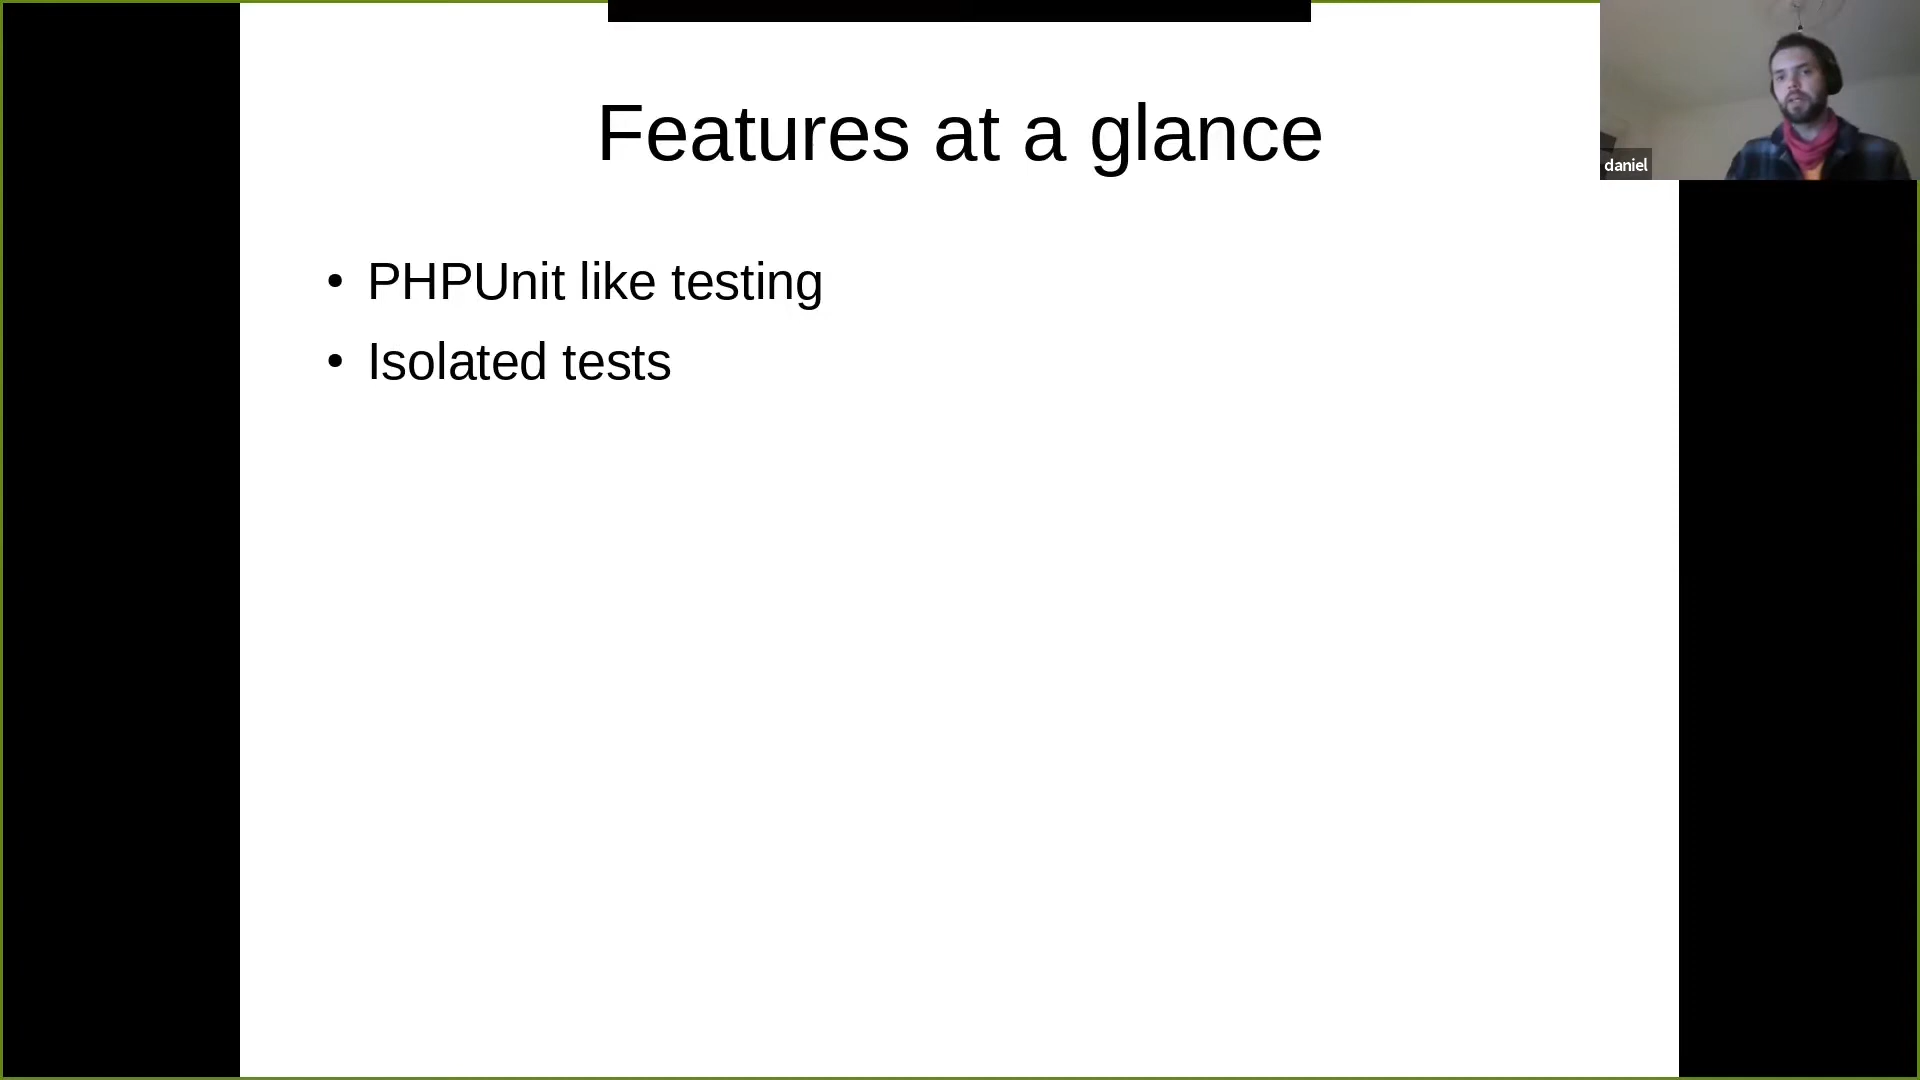 Features at a glance
daniel
• PHPUnit like testing
• Isolated tests